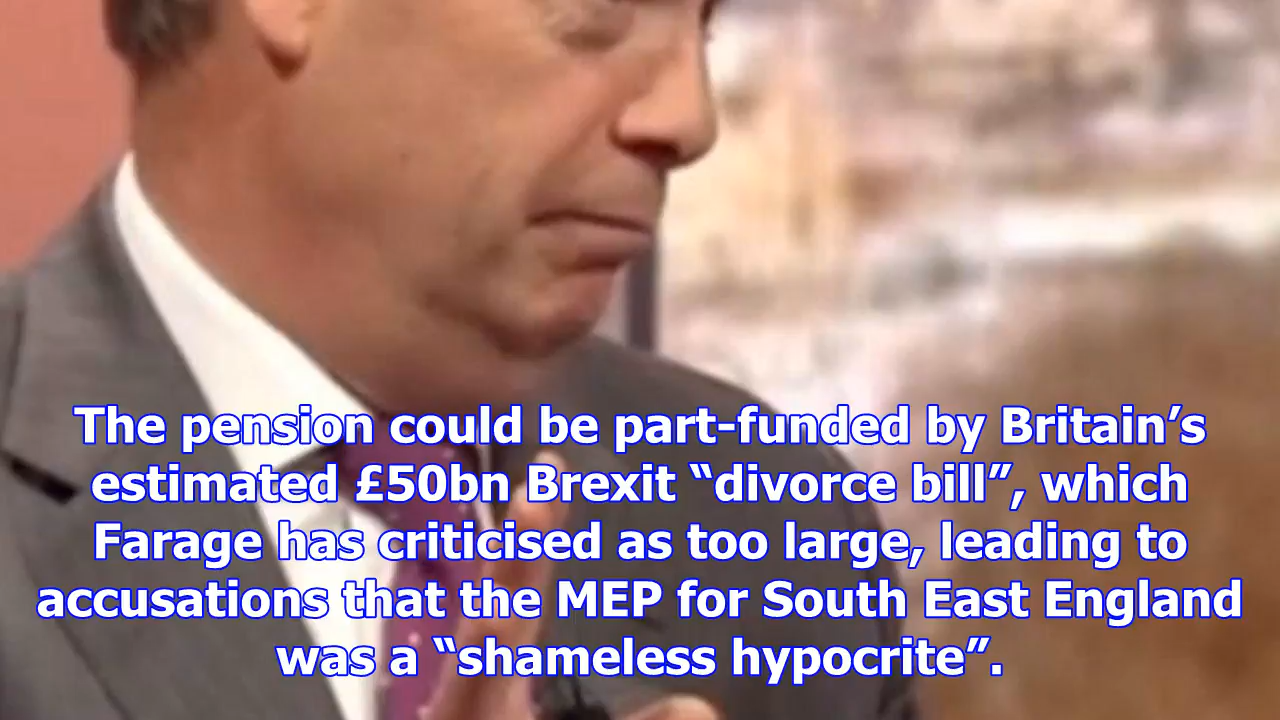 The pension could be part-funded by Britain’s
estimated £50bn Brexit “divorce bill”, which
Farage has criticised as too large, leading to
accusations that the MEP for South East England
was a “shameless hypocrite”.